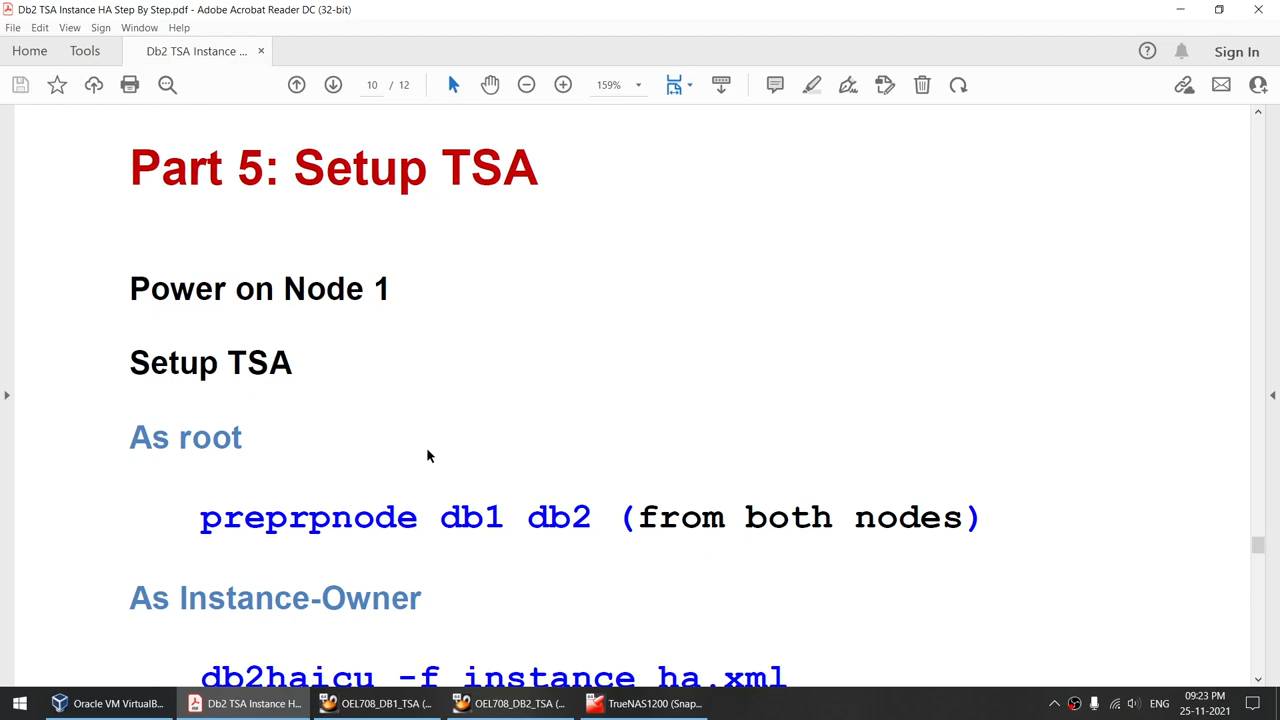 Db2 TSA Instance HA Step By Step.pdf - Adobe Acrobat Reader DC (32-bit)
File Edit View Sign Window Help
Home Tools Db2 TSA Instance ... × Sign In
10 / 12 159%
Part 5: Setup TSA
Power on Node 1
Setup TSA
As root
preprpnode db1 db2 (from both nodes)
As Instance-Owner
db2haicu -f instance_ha.xml
Oracle VM VirtualB... Db2 TSA Instance H... OEL708_DB1_TSA (... OEL708_DB2_TSA (... TrueNAS1200 (Snap... ENG 09:23 PM
25-11-2021